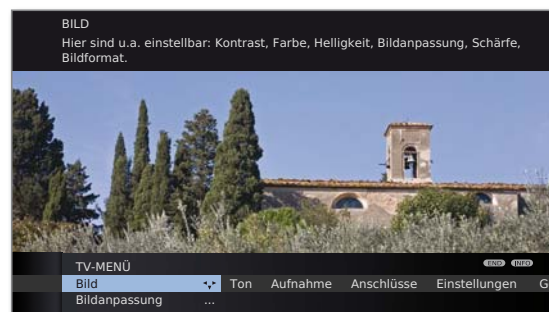 BILD
Hier sind u.a. einstellbar: Kontrast, Farbe, Helligkeit, Bildanpassung, Schärfe,
Bildformat.
TV-MENÜ END INFO
Bild Ton Aufnahme Anschlüsse Einstellungen G
Bildanpassung ...